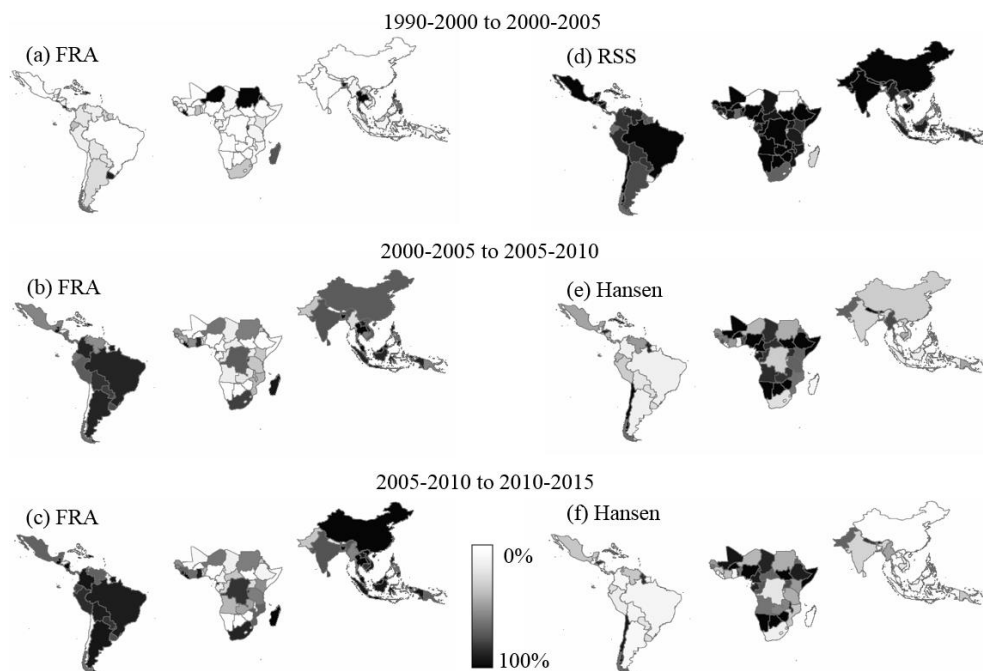 1990-2000 to 2000-2005
(a) FRA
(d) RSS
2000-2005 to 2005-2010
(b) FRA
(e) Hansen
2005-2010 to 2010-2015
(c) FRA
(f) Hansen
0%
100%